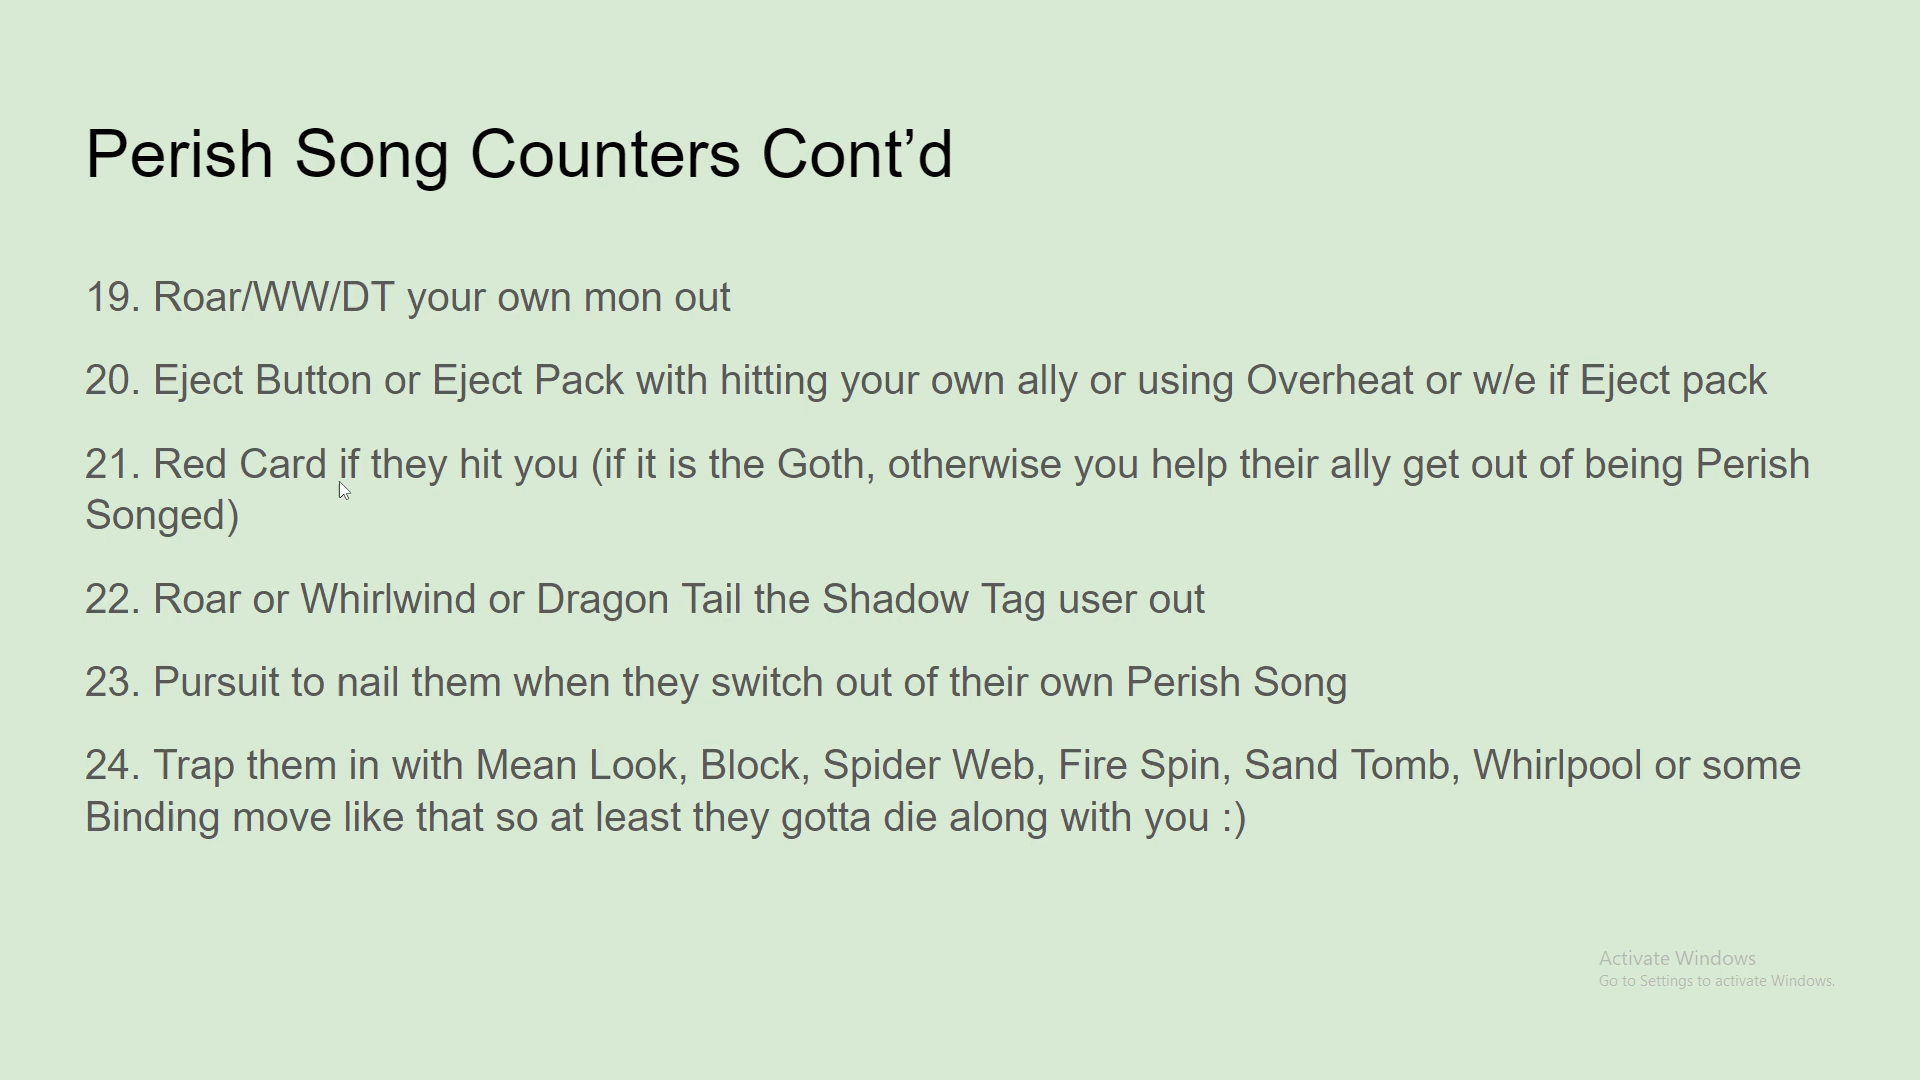 Perish Song Counters Cont’d
19. Roar/WW/DT your own mon out
20. Eject Button or Eject Pack with hitting your own ally or using Overheat or w/e if Eject pack
21. Red Card if they hit you (if it is the Goth, otherwise you help their ally get out of being Perish
Songed)
22. Roar or Whirlwind or Dragon Tail the Shadow Tag user out
23. Pursuit to nail them when they switch out of their own Perish Song
24. Trap them in with Mean Look, Block, Spider Web, Fire Spin, Sand Tomb, Whirlpool or some
Binding move like that so at least they gotta die along with you :)
Activate Windows
Go to Settings to activate Windows.